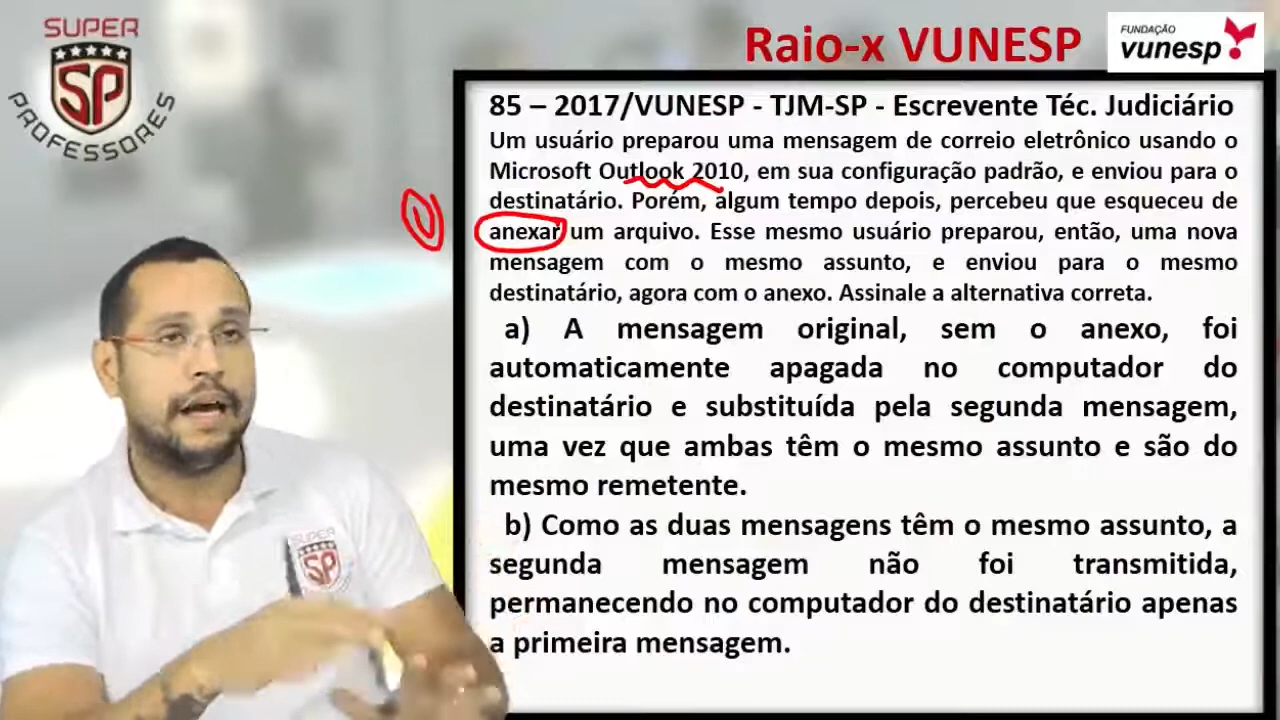 SUPER
SP
PROFESSORES
Raio-x VUNESP
FUNDAÇÃO
vunesp
85 – 2017/VUNESP - TJM-SP - Escrevente Téc. Judiciário
Um usuário preparou uma mensagem de correio eletrônico usando o
Microsoft Outlook 2010, em sua configuração padrão, e enviou para o
destinatário. Porém, algum tempo depois, percebeu que esqueceu de
anexar um arquivo. Esse mesmo usuário preparou, então, uma nova
mensagem com o mesmo assunto, e enviou para o mesmo
destinatário, agora com o anexo. Assinale a alternativa correta.
a) A mensagem original, sem o anexo, foi
automaticamente apagada no computador do
destinatário e substituída pela segunda mensagem,
uma vez que ambas têm o mesmo assunto e são do
mesmo remetente.
b) Como as duas mensagens têm o mesmo assunto, a
segunda mensagem não foi transmitida,
permanecendo no computador do destinatário apenas
a primeira mensagem.
SUPER
SP